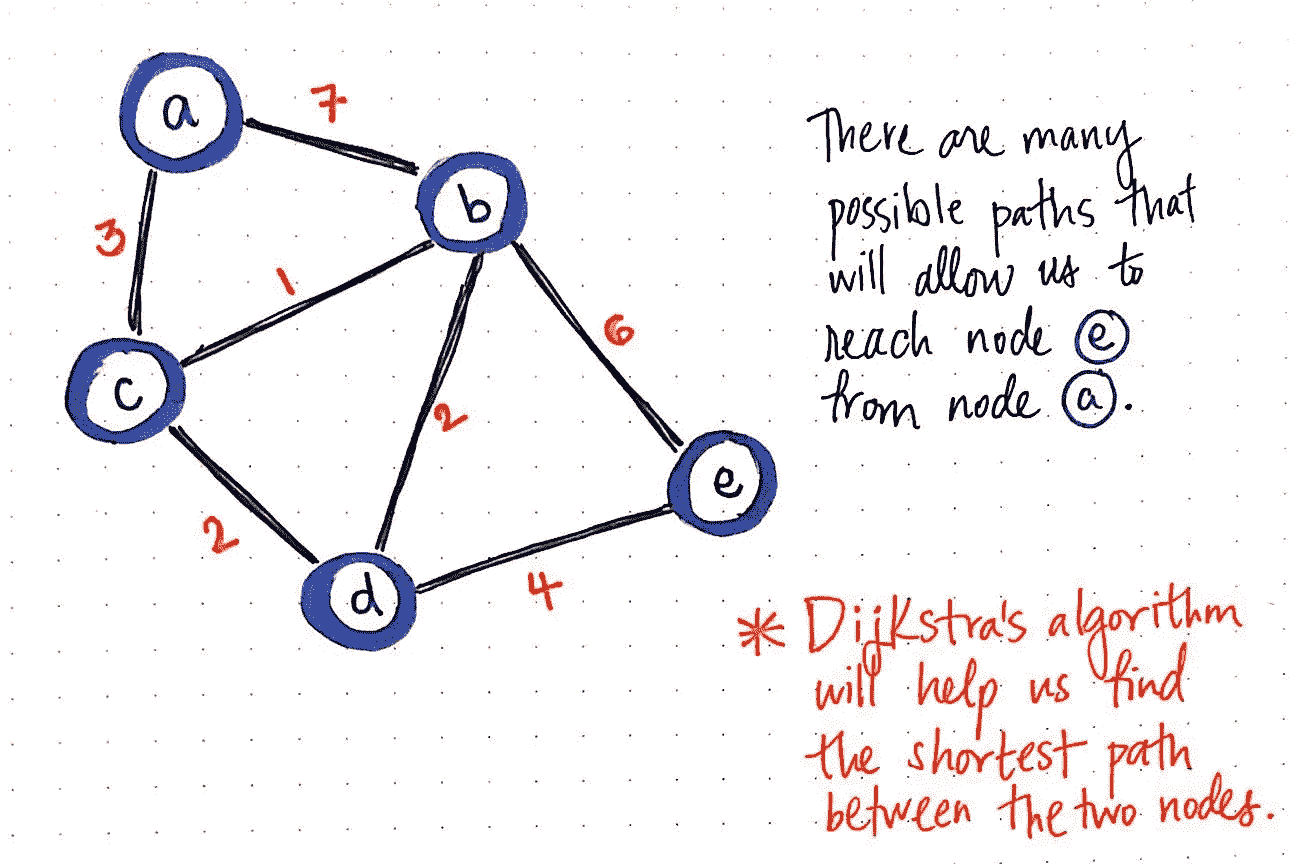 a
7
b
3
1
6
c
2
e
2
d
4
There are many
possible paths that
will allow us to
reach node e
from node a.
* Dijkstra's algorithm
will help us find
the shortest path
between the two nodes.